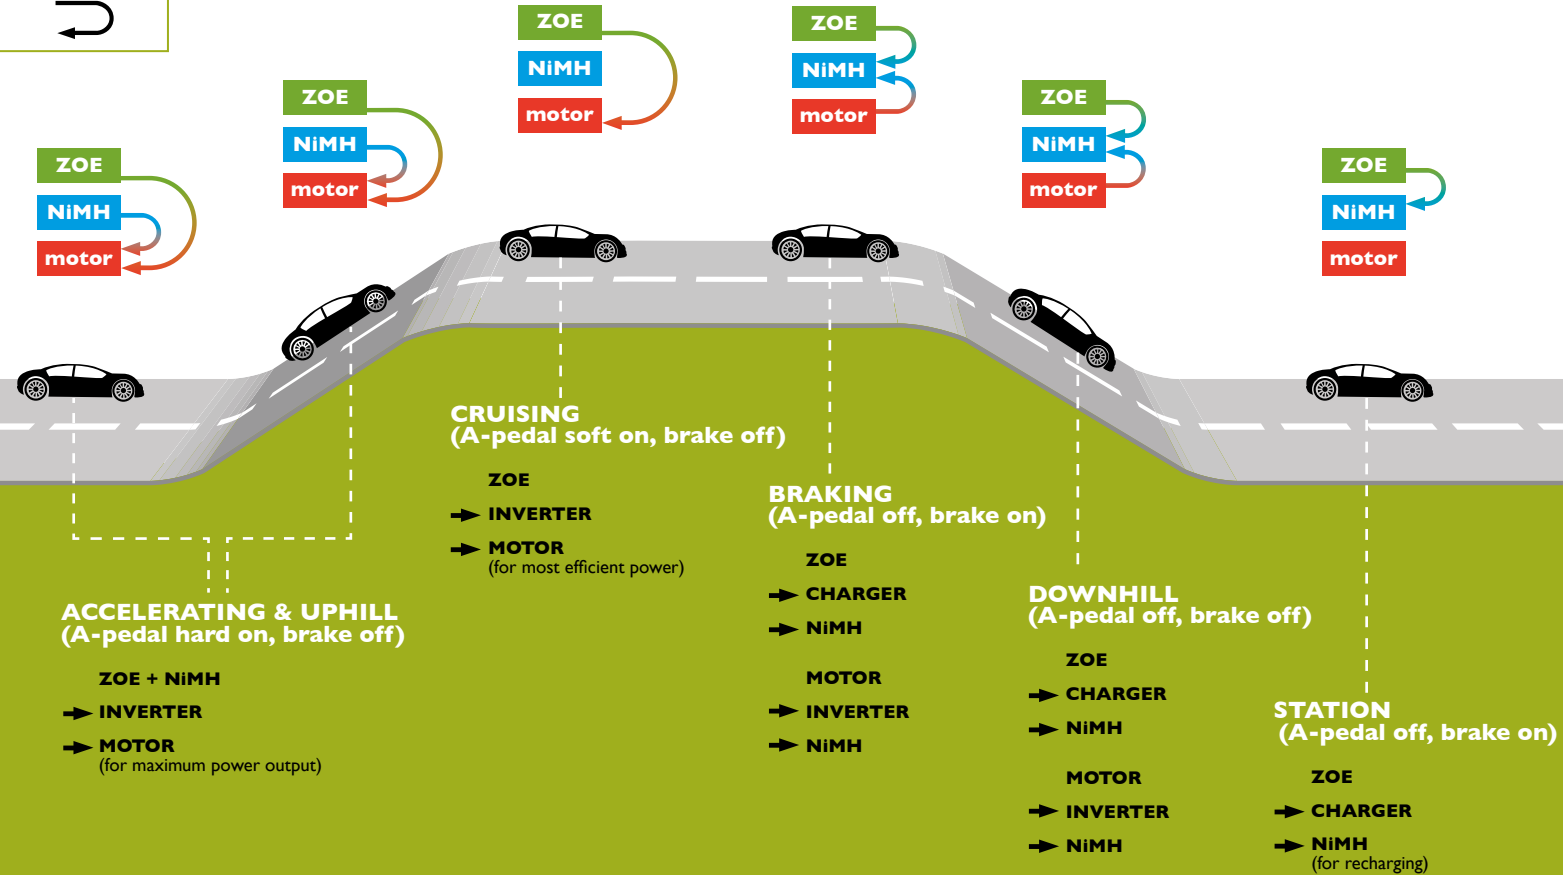 ZOE
NiMH
motor
ZOE
NiMH
motor
ZOE
NiMH
motor
ZOE
NiMH
motor
ZOE
NiMH
motor
ZOE
NiMH
motor
ACCELERATING & UPHILL
(A-pedal hard on, brake off)
ZOE + NiMH
INVERTER
MOTOR
(for maximum power output)
CRUISING
(A-pedal soft on, brake off)
ZOE
INVERTER
MOTOR
(for most efficient power)
BRAKING
(A-pedal off, brake on)
ZOE
CHARGER
NiMH
MOTOR
INVERTER
NiMH
DOWNHILL
(A-pedal off, brake off)
ZOE
CHARGER
NiMH
MOTOR
INVERTER
NiMH
STATION
(A-pedal off, brake on)
ZOE
CHARGER
NiMH
(for recharging)